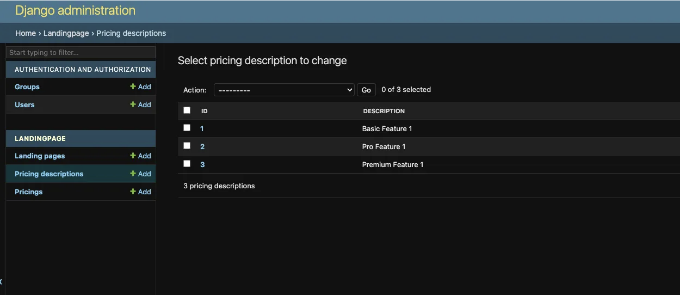 Django administration
Home › Landingpage › Pricing descriptions
Start typing to filter...
AUTHENTICATION AND AUTHORIZATION
Groups + Add
Users + Add
LANDINGPAGE
Landing pages + Add
Pricing descriptions + Add
Pricings + Add
Select pricing description to change
Action: --------- Go 0 of 3 selected
ID DESCRIPTION
1 Basic Feature 1
2 Pro Feature 1
3 Premium Feature 1
3 pricing descriptions